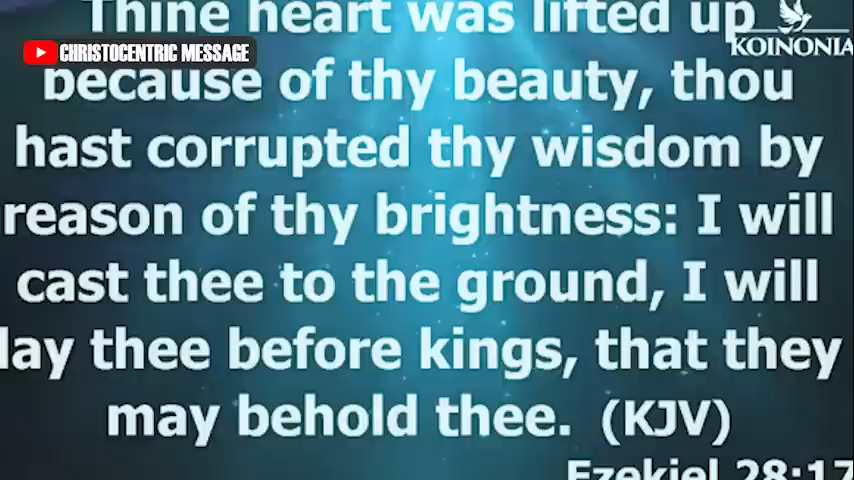 Thine heart was lifted up
KOINONIA
CHRISTOCENTRIC MESSAGE
because of thy beauty, thou
hast corrupted thy wisdom by
reason of thy brightness: I will
cast thee to the ground, I will
lay thee before kings, that they
may behold thee. (KJV)
Ezekiel 28:17